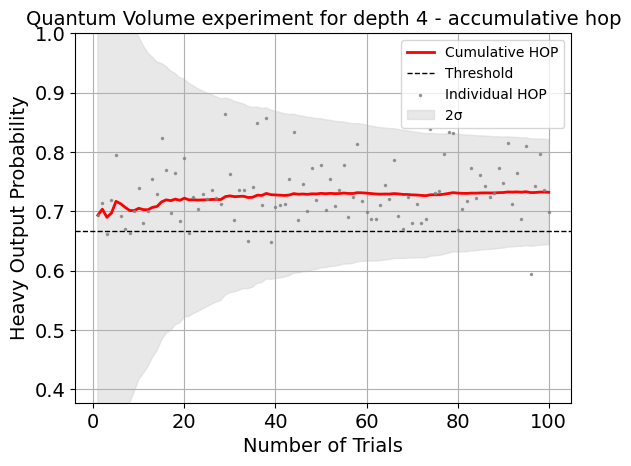 Quantum Volume experiment for depth 4 - accumulative hop
Cumulative HOP
Threshold
Individual HOP
2σ
Heavy Output Probability
1.0
0.9
0.8
0.7
0.6
0.5
0.4
0 20 40 60 80 100
Number of Trials